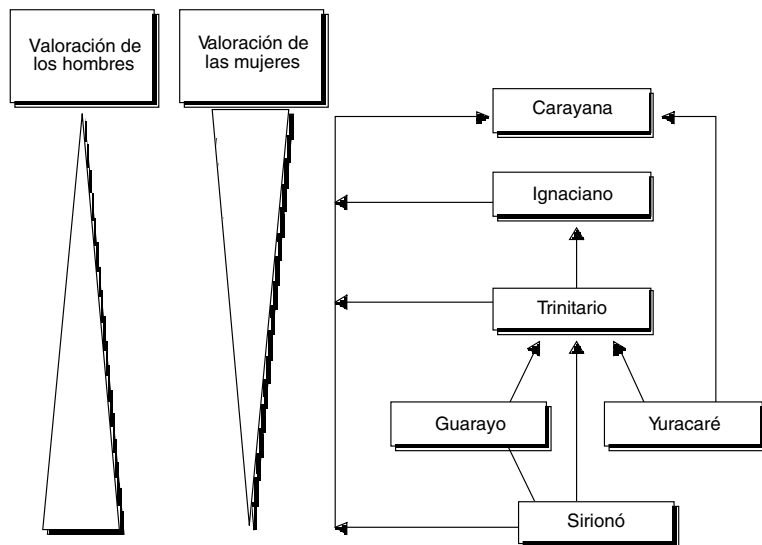 Valoración de
los hombres
Valoración de
las mujeres
Carayana
Ignaciano
Trinitario
Guarayo
Yuracaré
Sirionó